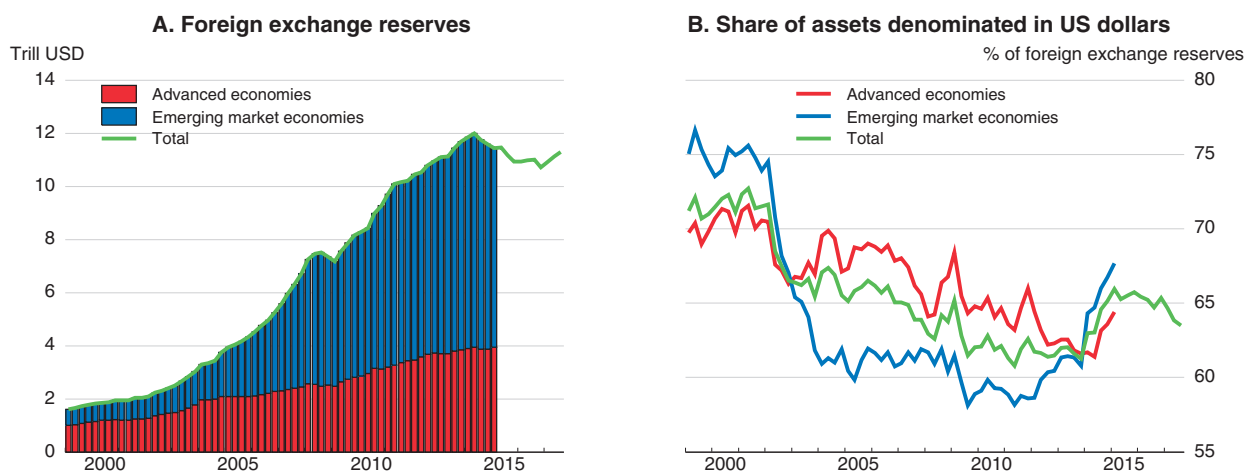 A. Foreign exchange reserves
Trill USD
14
12
10
8
6
4
2
0
Advanced economies
Emerging market economies
Total
2000 2005 2010 2015
B. Share of assets denominated in US dollars
% of foreign exchange reserves
80
75
70
65
60
55
Advanced economies
Emerging market economies
Total
2000 2005 2010 2015